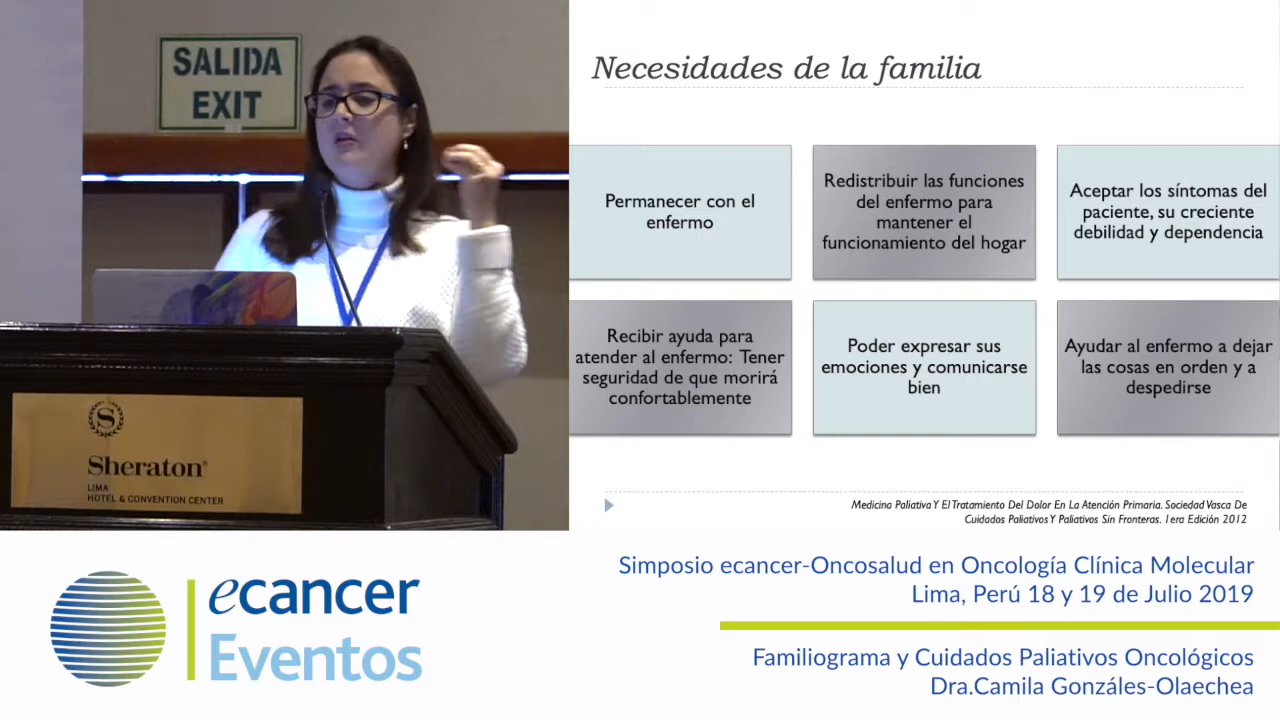 SALIDA
EXIT
S
Sheraton®
LIMA
HOTEL & CONVENTION CENTER
Necesidades de la familia
Permanecer con el
enfermo
Redistribuir las funciones
del enfermo para
mantener el
funcionamiento del hogar
Aceptar los síntomas del
paciente, su creciente
debilidad y dependencia
Recibir ayuda para
atender al enfermo: Tener
seguridad de que morirá
confortablemente
Poder expresar sus
emociones y comunicarse
bien
Ayudar al enfermo a dejar
las cosas en orden y a
despedirse
Medicina Paliativa Y El Tratamiento Del Dolor En La Atención Primaria. Sociedad Vasca De
Cuidados Paliativos Y Paliativos Sin Fronteras. 1era Edición 2012
ecancer
Eventos
Simposio ecancer-Oncosalud en Oncología Clínica Molecular
Lima, Perú 18 y 19 de Julio 2019
Familiograma y Cuidados Paliativos Oncológicos
Dra.Camila Gonzáles-Olaechea